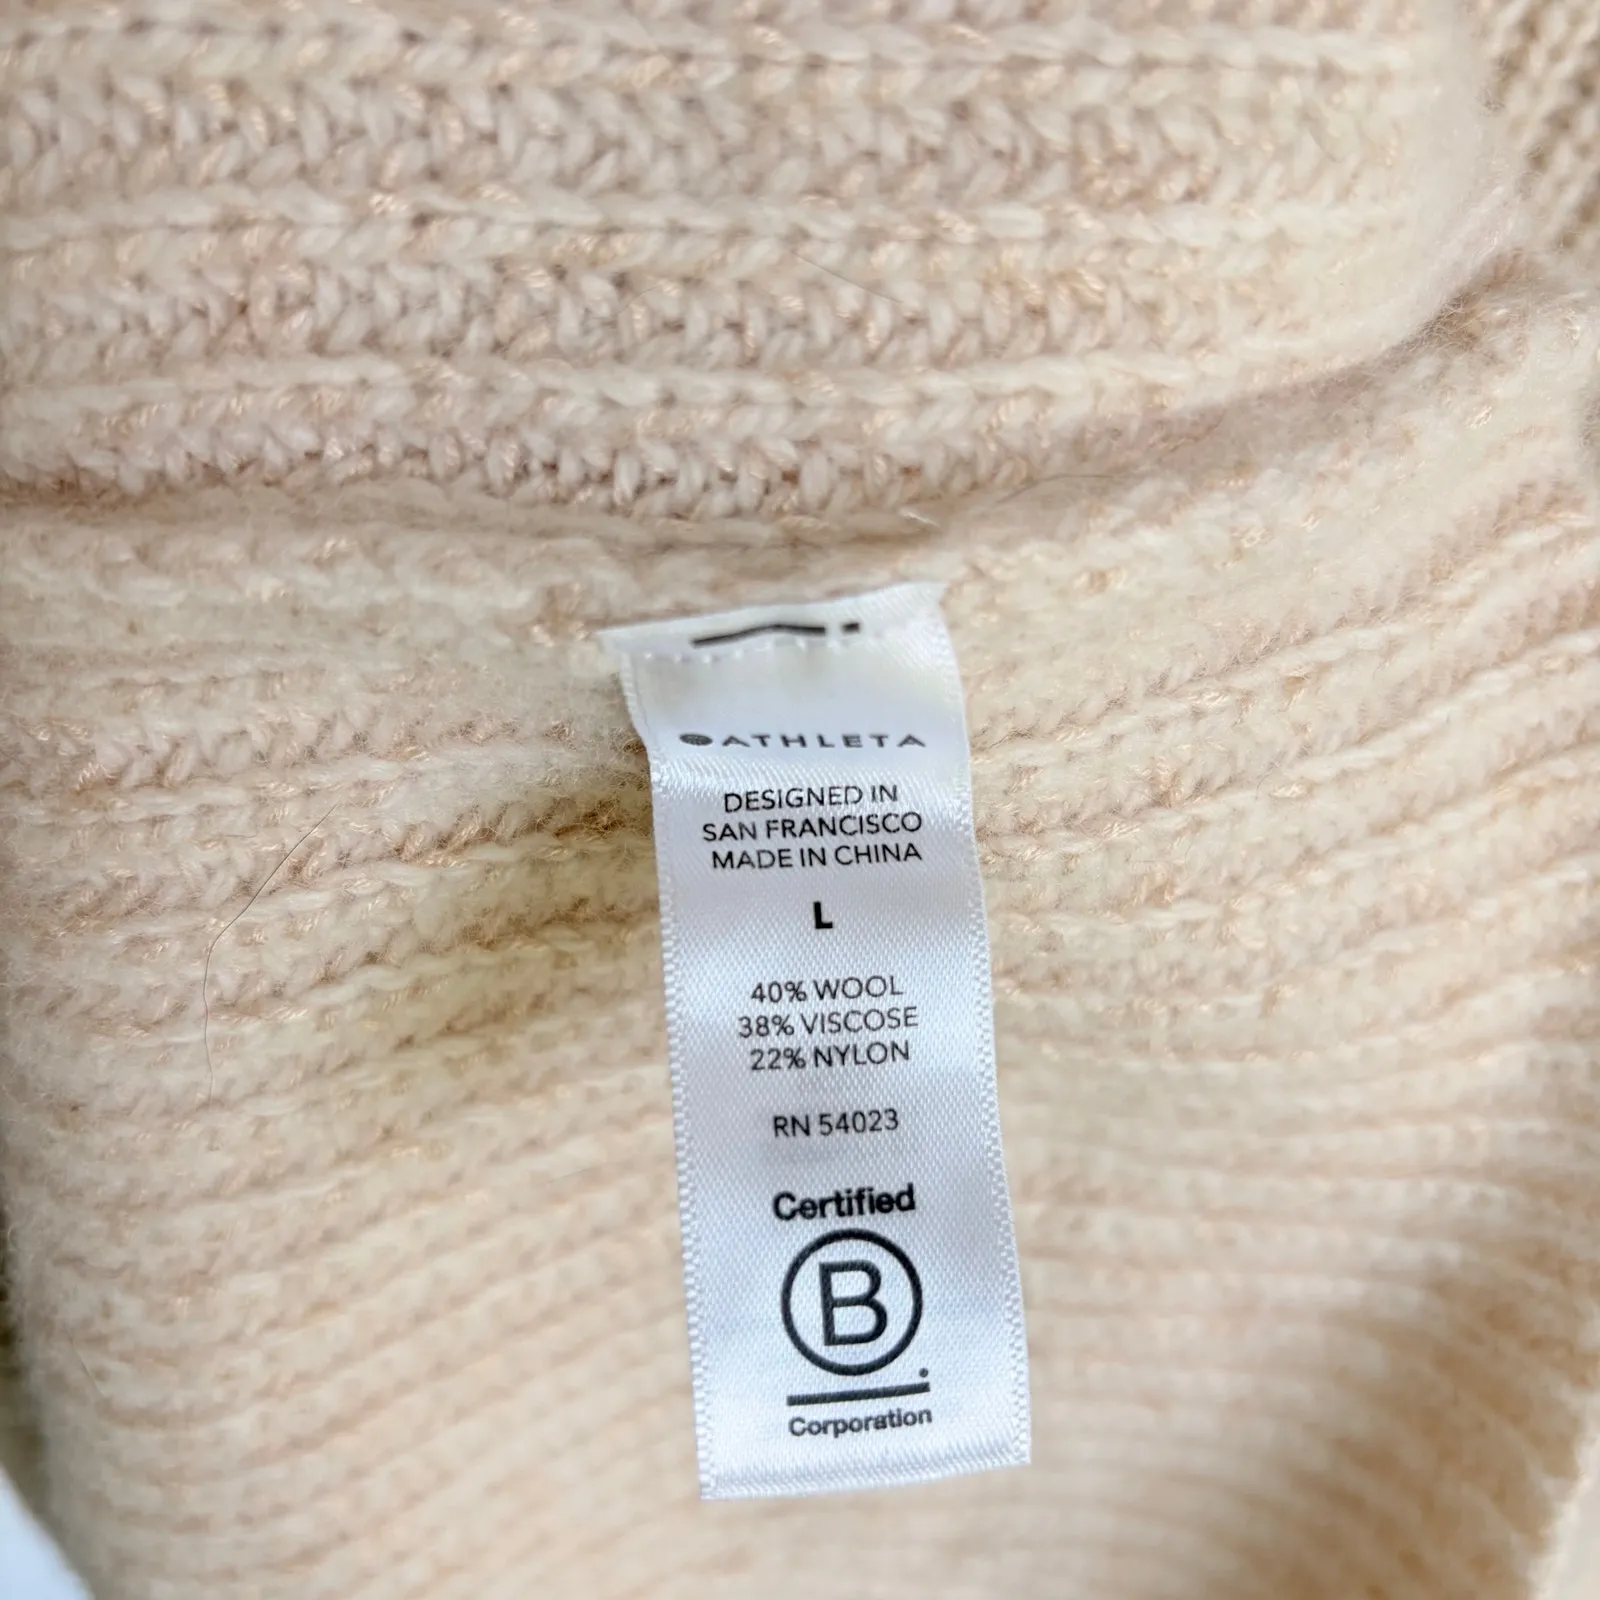 ATHLETA
DESIGNED IN
SAN FRANCISCO
MADE IN CHINA
L
40% WOOL
38% VISCOSE
22% NYLON
RN 54023
Certified
B
Corporation